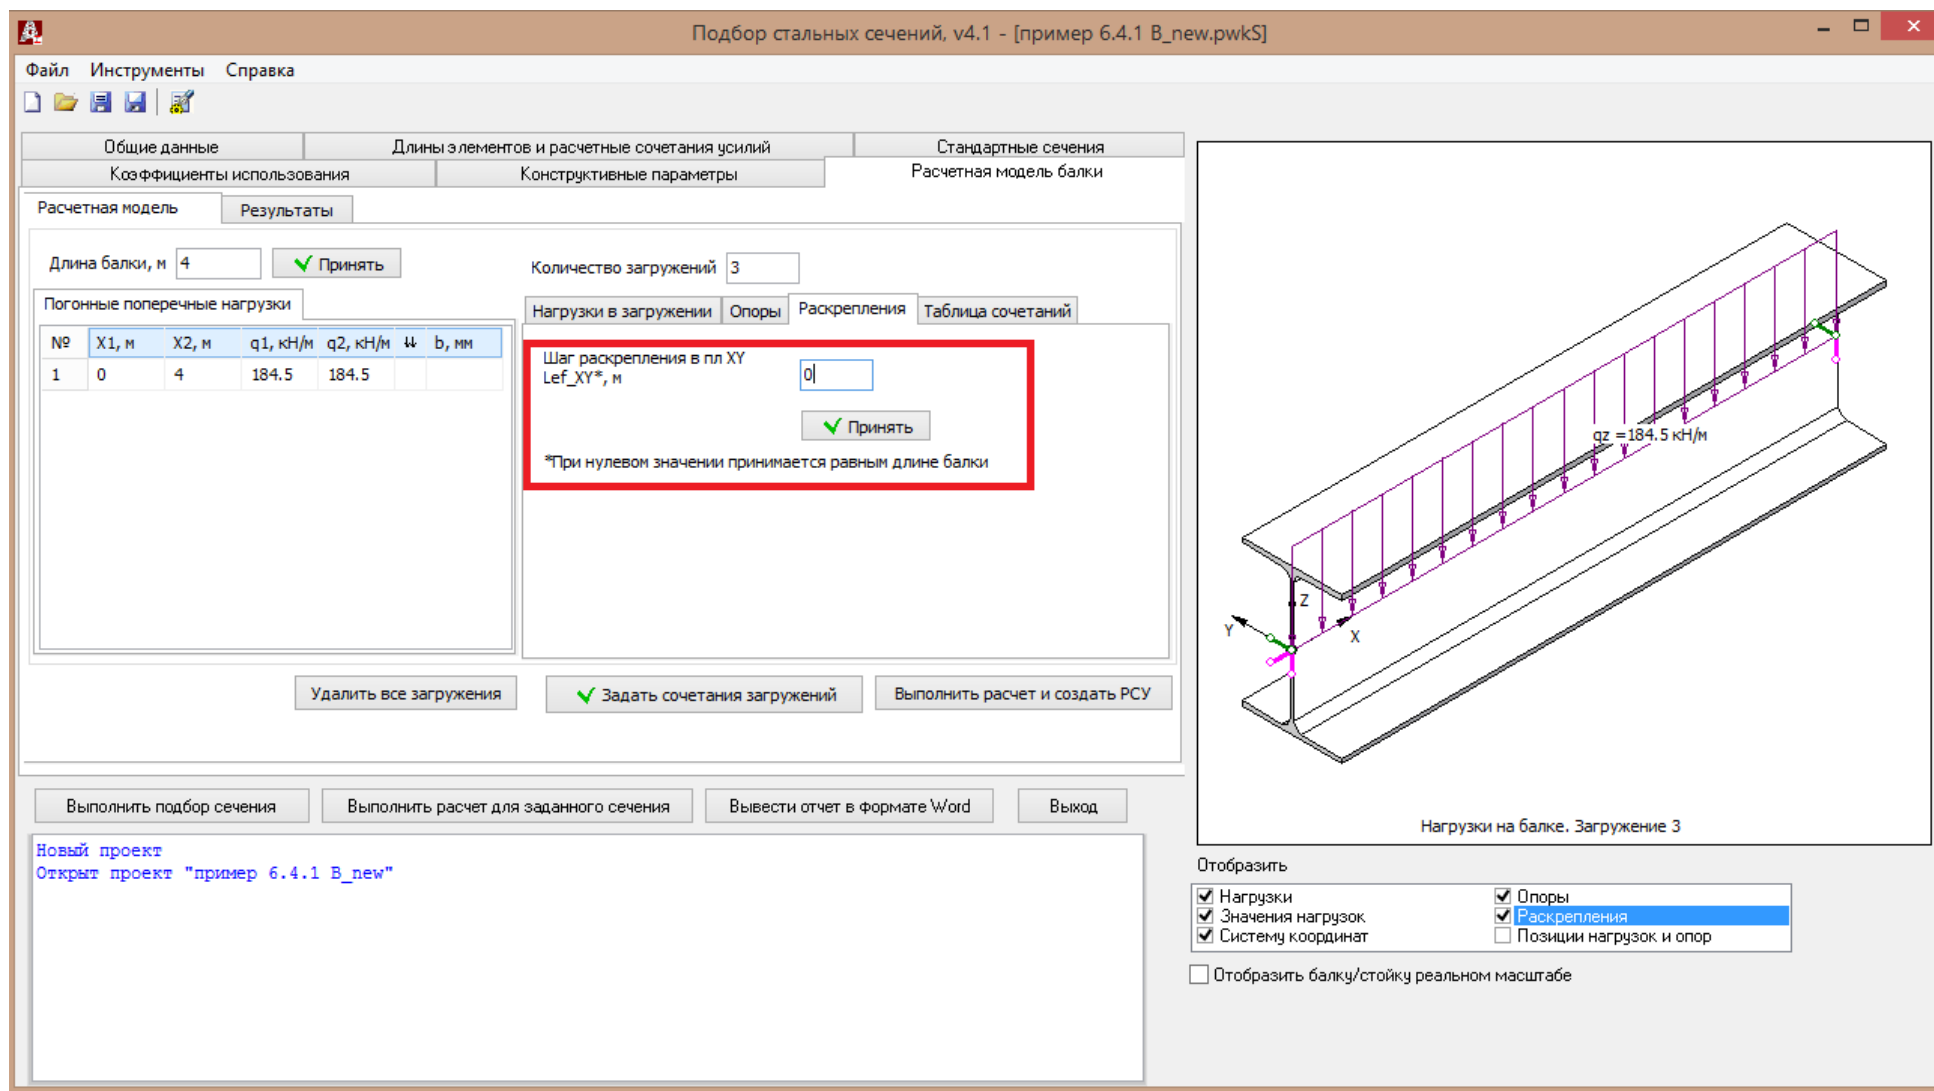 Подбор стальных сечений, v4.1 - [пример 6.4.1 B_new.pwkS]
Файл Инструменты Справка
Общие данные Длины элементов и расчетные сочетания усилий Стандартные сечения
Коэффициенты использования Конструктивные параметры Расчетная модель балки
Расчетная модель Результаты
Длина балки, м 4 Принять Количество загружений 3
Погонные поперечные нагрузки Нагрузки в загружении Опоры Раскрепления Таблица сочетаний
№ X1, м X2, м q1, кН/м q2, кН/м b, мм
1 0 4 184.5 184.5
Шаг раскрепления в пл XY
Lef_XY*, м 0
Принять
*При нулевом значении принимается равным длине балки
Удалить все загружения Задать сочетания загружений Выполнить расчет и создать РСУ
Выполнить подбор сечения Выполнить расчет для заданного сечения Вывести отчет в формате Word Выход
Новый проект
Открыт проект "пример 6.4.1 B_new"
qz =184.5 кН/м
Z
Y X
Нагрузки на балке. Загружение 3
Отобразить
Нагрузки Опоры
Значения нагрузок Раскрепления
Систему координат Позиции нагрузок и опор
Отобразить балку/стойку реальном масштабе